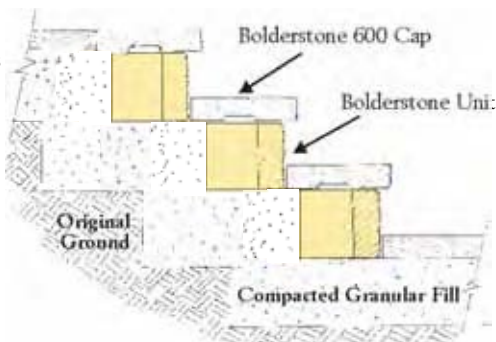 Bolderstone 600 Cap
Bolderstone Uni
Original
Ground
Compacted Granular Fill